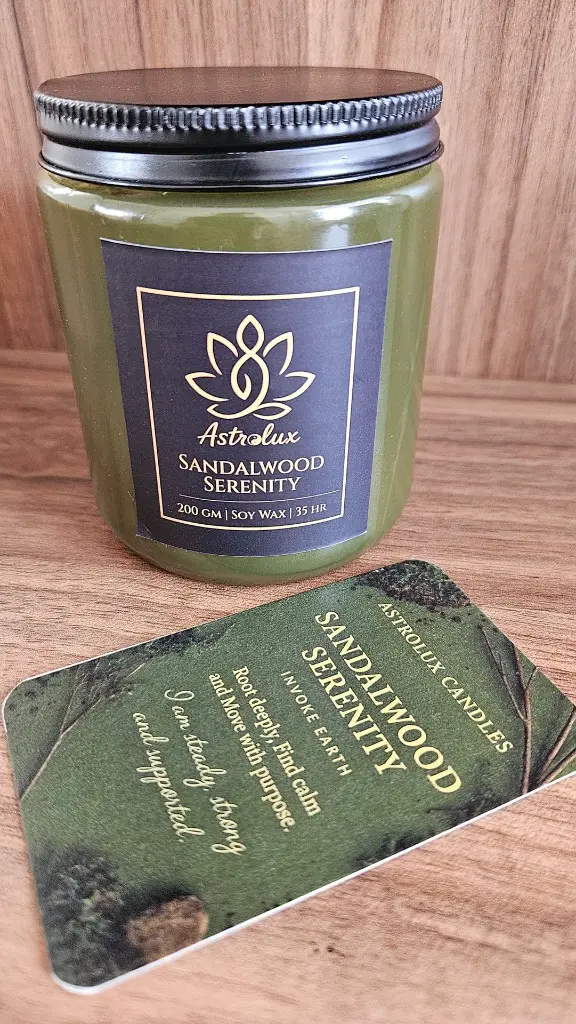 Astrolux
SANDALWOOD
SERENITY
200 GM | SOY WAX | 35 HR
ASTROLUX CANDLES
SANDALWOOD
SERENITY
INVOKE EARTH
Root deeply, Find calm
and Move with purpose.
I am steady, strong
and supported.